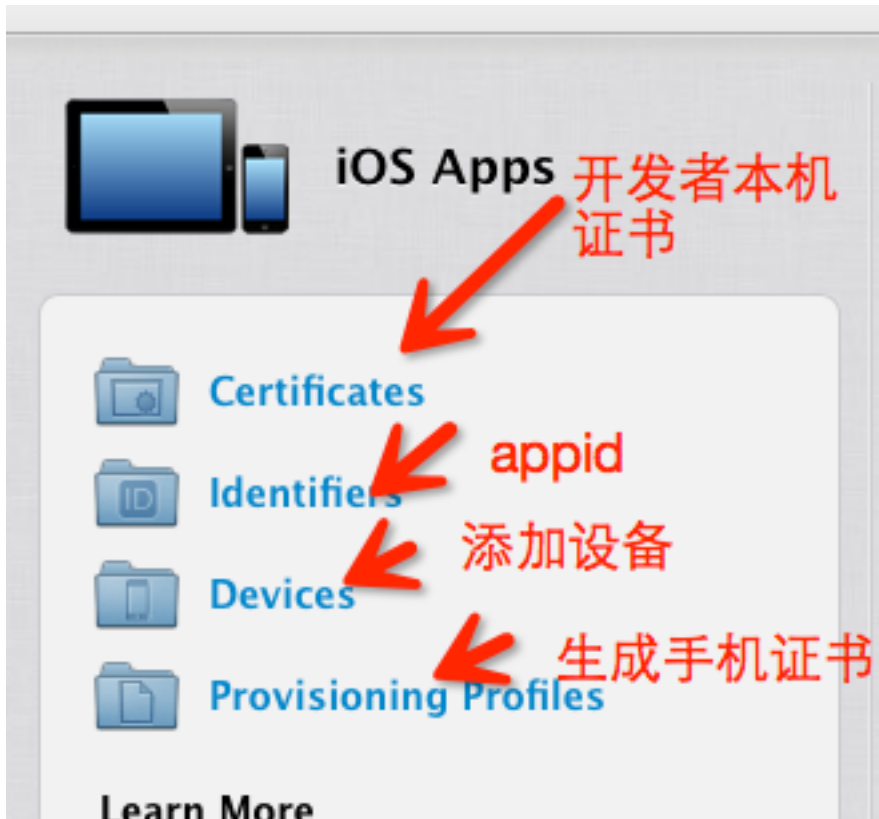 iOS Apps
开发者本机
证书
Certificates
appid
Identifiers
添加设备
Devices
生成手机证书
Provisioning Profiles
Learn More